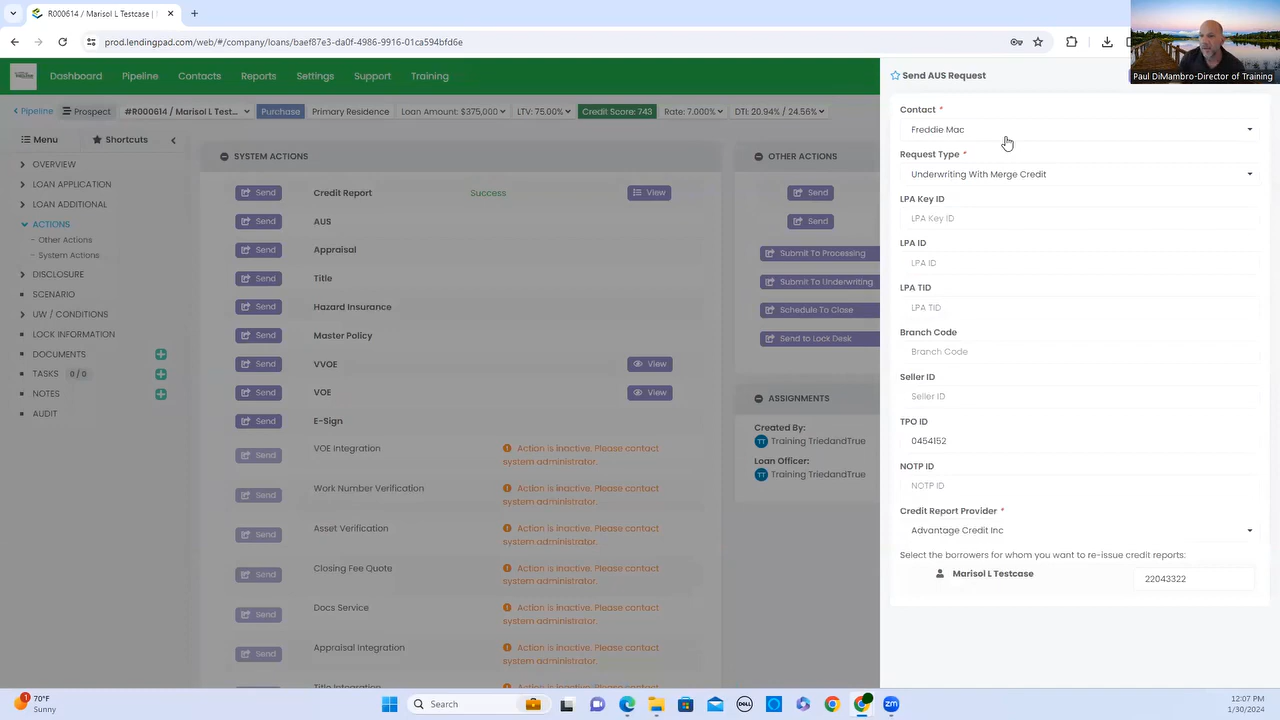 R000614 / Marisol L Testcase |
prod.lendingpad.com/web/#/company/loans/baef87e3-da0f-4986-9916-01ca594bfd6e
Paul DiMambro-Director of Training
Dashboard Pipeline Contacts Reports Settings Support Training
Pipeline Prospect #R000614 / Marisol L Test... Purchase Primary Residence Loan Amount: $375,000 LTV: 75.00% Credit Score: 743 Rate: 7.000% DTI: 20.94% / 24.56%
Menu Shortcuts
OVERVIEW
LOAN APPLICATION
LOAN ADDITIONAL
ACTIONS
- Other Actions
- System Actions
DISCLOSURE
SCENARIO
UW / CONDITIONS
LOCK INFORMATION
DOCUMENTS
TASKS 0 / 0
NOTES
AUDIT
SYSTEM ACTIONS
Send Credit Report Success View
Send AUS
Send Appraisal
Send Title
Send Hazard Insurance
Send Master Policy
Send VVOE View
Send VOE View
Send E-Sign
Send VOE Integration Action is inactive. Please contact
system administrator.
Send Work Number Verification Action is inactive. Please contact
system administrator.
Send Asset Verification Action is inactive. Please contact
system administrator.
Send Closing Fee Quote Action is inactive. Please contact
system administrator.
Send Docs Service Action is inactive. Please contact
system administrator.
Send Appraisal Integration Action is inactive. Please contact
system administrator.
Title Integration Action is inactive. Please contact
OTHER ACTIONS
Send
Send
Submit To Processing
Submit To Underwriting
Schedule To Close
Send to Lock Desk
ASSIGNMENTS
Created By:
TT Training TriedandTrue
Loan Officer:
TT Training TriedandTrue
Send AUS Request
Contact *
Freddie Mac
Request Type *
Underwriting With Merge Credit
LPA Key ID
LPA Key ID
LPA ID
LPA ID
LPA TID
LPA TID
Branch Code
Branch Code
Seller ID
Seller ID
TPO ID
0454152
NOTP ID
NOTP ID
Credit Report Provider *
Advantage Credit Inc
Select the borrowers for whom you want to re-issue credit reports:
Marisol L Testcase 22043322
1
70°F
Sunny
Search
DELL
zm
12:07 PM
1/30/2024